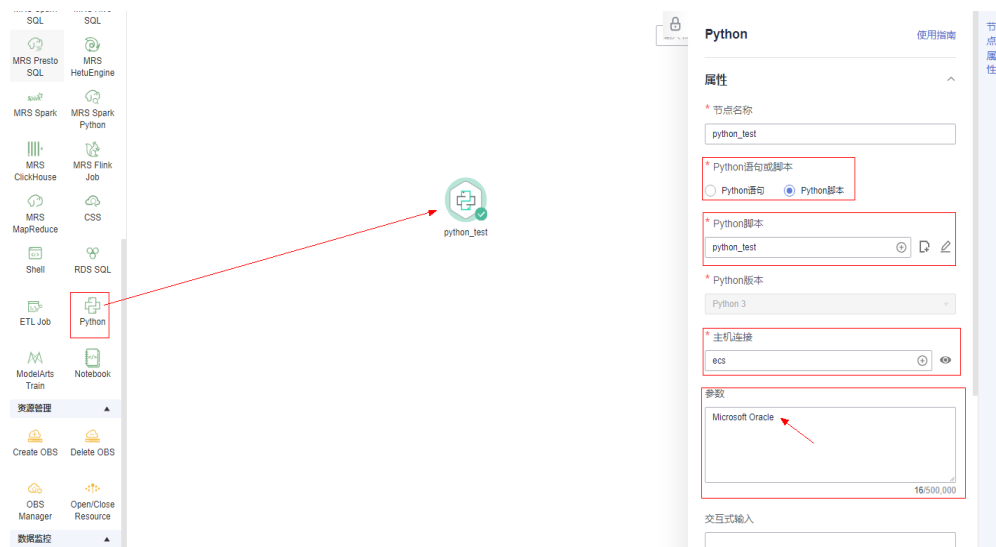 SQL
SQL
MRS Presto
SQL
MRS
HetuEngine
MRS Spark
MRS Spark
Python
MRS
ClickHouse
MRS Flink
Job
MRS
MapReduce
CSS
Shell
RDS SQL
ETL Job
Python
ModelArts
Train
Notebook
资源管理
Create OBS
Delete OBS
OBS
Manager
Open/Close
Resource
数据监控
python_test
Python
使用指南
属性
* 节点名称
python_test
* Python语句或脚本
Python语句
Python脚本
* Python脚本
python_test
* Python版本
Python 3
* 主机连接
ecs
参数
Microsoft Oracle
16/500,000
交互式输入
节点属性